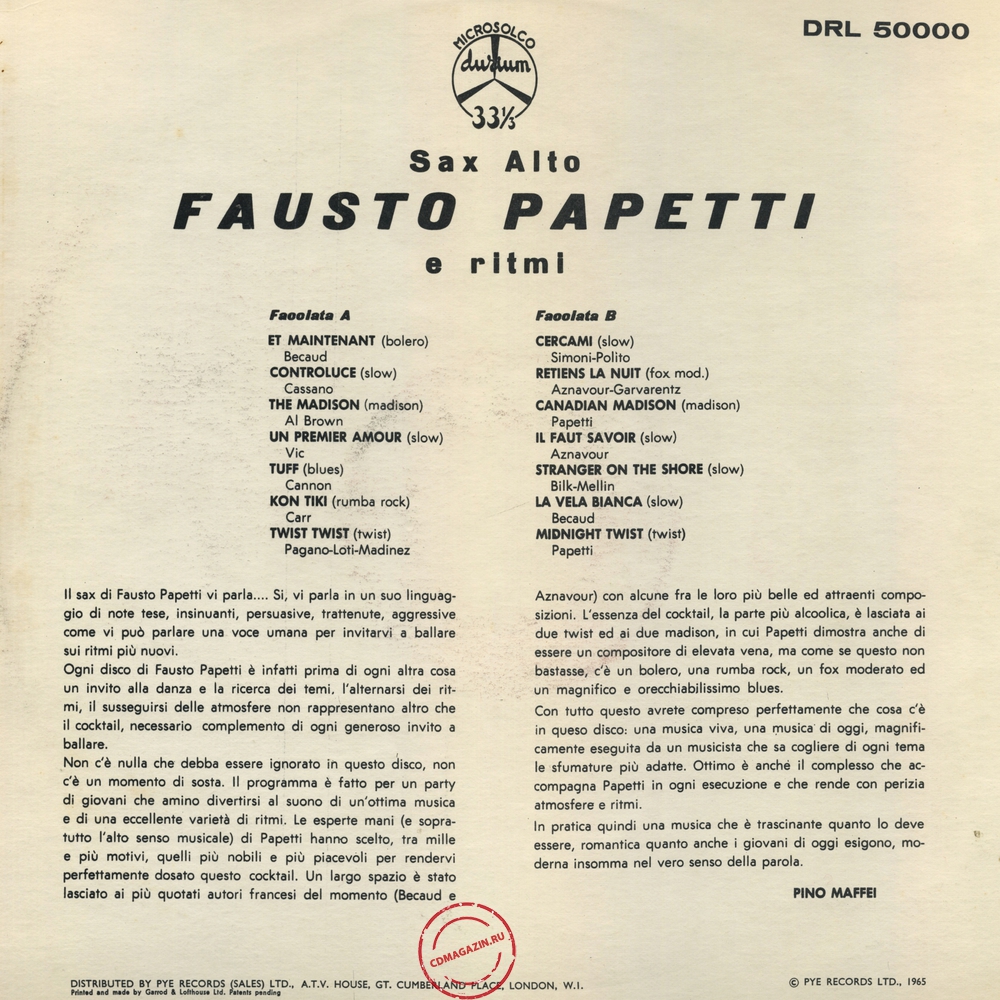 DRL 50000
MICROSOLCO
durium
33⅓
Sax Alto
FAUSTO PAPETTI
e ritmi
Facciata A
ET MAINTENANT (bolero)
Becaud
CONTROLUCE (slow)
Cassano
THE MADISON (madison)
Al Brown
UN PREMIER AMOUR (slow)
Vic
TUFF (blues)
Cannon
KON TIKI (rumba rock)
Carr
TWIST TWIST (twist)
Pagano-Loti-Madinez
Facciata B
CERCAMI (slow)
Simoni-Polito
RETIENS LA NUIT (fox mod.)
Aznavour-Garvarentz
CANADIAN MADISON (madison)
Papetti
IL FAUT SAVOIR (slow)
Aznavour
STRANGER ON THE SHORE (slow)
Bilk-Mellin
LA VELA BIANCA (slow)
Becaud
MIDNIGHT TWIST (twist)
Papetti
Il sax di Fausto Papetti vi parla.... Si, vi parla in un suo linguag-
gio di note tese, insinuanti, persuasive, trattenute, aggressive
come vi può parlare una voce umana per invitarvi a ballare
sui ritmi più nuovi.
Ogni disco di Fausto Papetti è infatti prima di ogni altra cosa
un invito alla danza e la ricerca dei temi, l'alternarsi dei rit-
mi, il susseguirsi delle atmosfere non rappresentano altro che
il cocktail, necessario complemento di ogni generoso invito a
ballare.
Non c'è nulla che debba essere ignorato in questo disco, non
c'è un momento di sosta. Il programma è fatto per un party
di giovani che amino divertirsi al suono di un'ottima musica
e di una eccellente varietà di ritmi. Le esperte mani (e sopra-
tutto l'alto senso musicale) di Papetti hanno scelto, tra mille
e più motivi, quelli più nobili e più piacevoli per rendervi
perfettamente dosato questo cocktail. Un largo spazio è stato
lasciato ai più quotati autori francesi del momento (Becaud e
Aznavour) con alcune fra le loro più belle ed attraenti compo-
sizioni. L'essenza del cocktail, la parte più alcoolica, è lasciata ai
due twist ed ai due madison, in cui Papetti dimostra anche di
essere un compositore di elevata vena, ma come se questo non
bastasse, c'è un bolero, una rumba rock, un fox moderato ed
un magnifico e orecchiabilissimo blues.
Con tutto questo avrete compreso perfettamente che cosa c'è
in queso disco: una musica viva, una musica di oggi, magnifi-
camente eseguita da un musicista che sa cogliere di ogni tema
le sfumature più adatte. Ottimo è anche il complesso che ac-
compagna Papetti in ogni esecuzione e che rende con perizia
atmosfere e ritmi.
In pratica quindi una musica che è trascinante quanto lo deve
essere, romantica quanto anche i giovani di oggi esigono, mo-
derna insomma nel vero senso della parola.
PINO MAFFEI
CDMAGAZIN.RU
DISTRIBUTED BY PYE RECORDS (SALES) LTD., A.T.V. HOUSE, GT. CUMBERLAND PLACE, LONDON, W.I.
Printed and made by Garrod & Lofthouse Ltd. Patents pending
© PYE RECORDS LTD., 1965